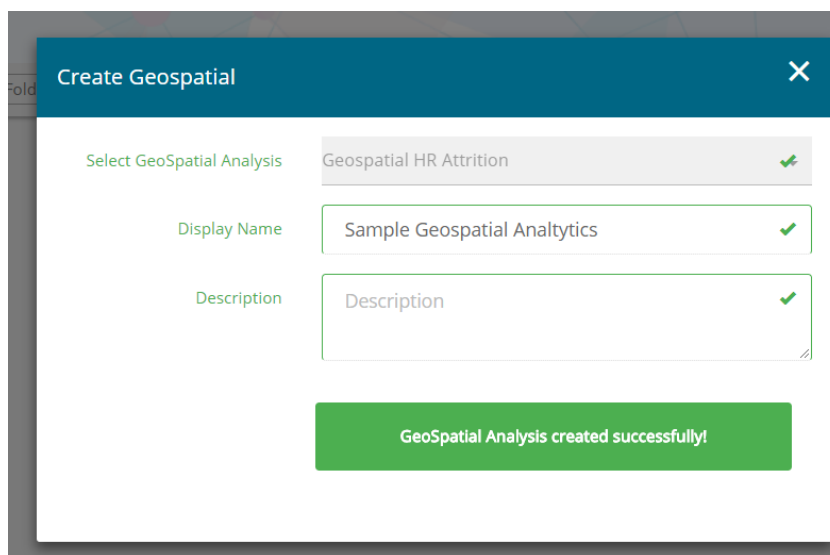 Create Geospatial
Fold
Select GeoSpatial Analysis
Geospatial HR Attrition
Display Name
Sample Geospatial Analtytics
Description
Description
GeoSpatial Analysis created successfully!